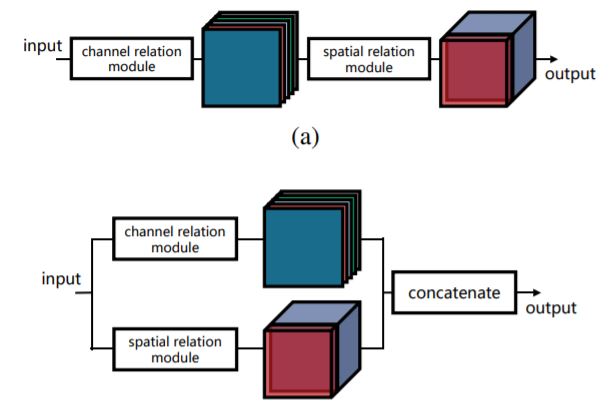 input
channel relation
module
spatial relation
module
output
(a)
input
channel relation
module
spatial relation
module
concatenate
output